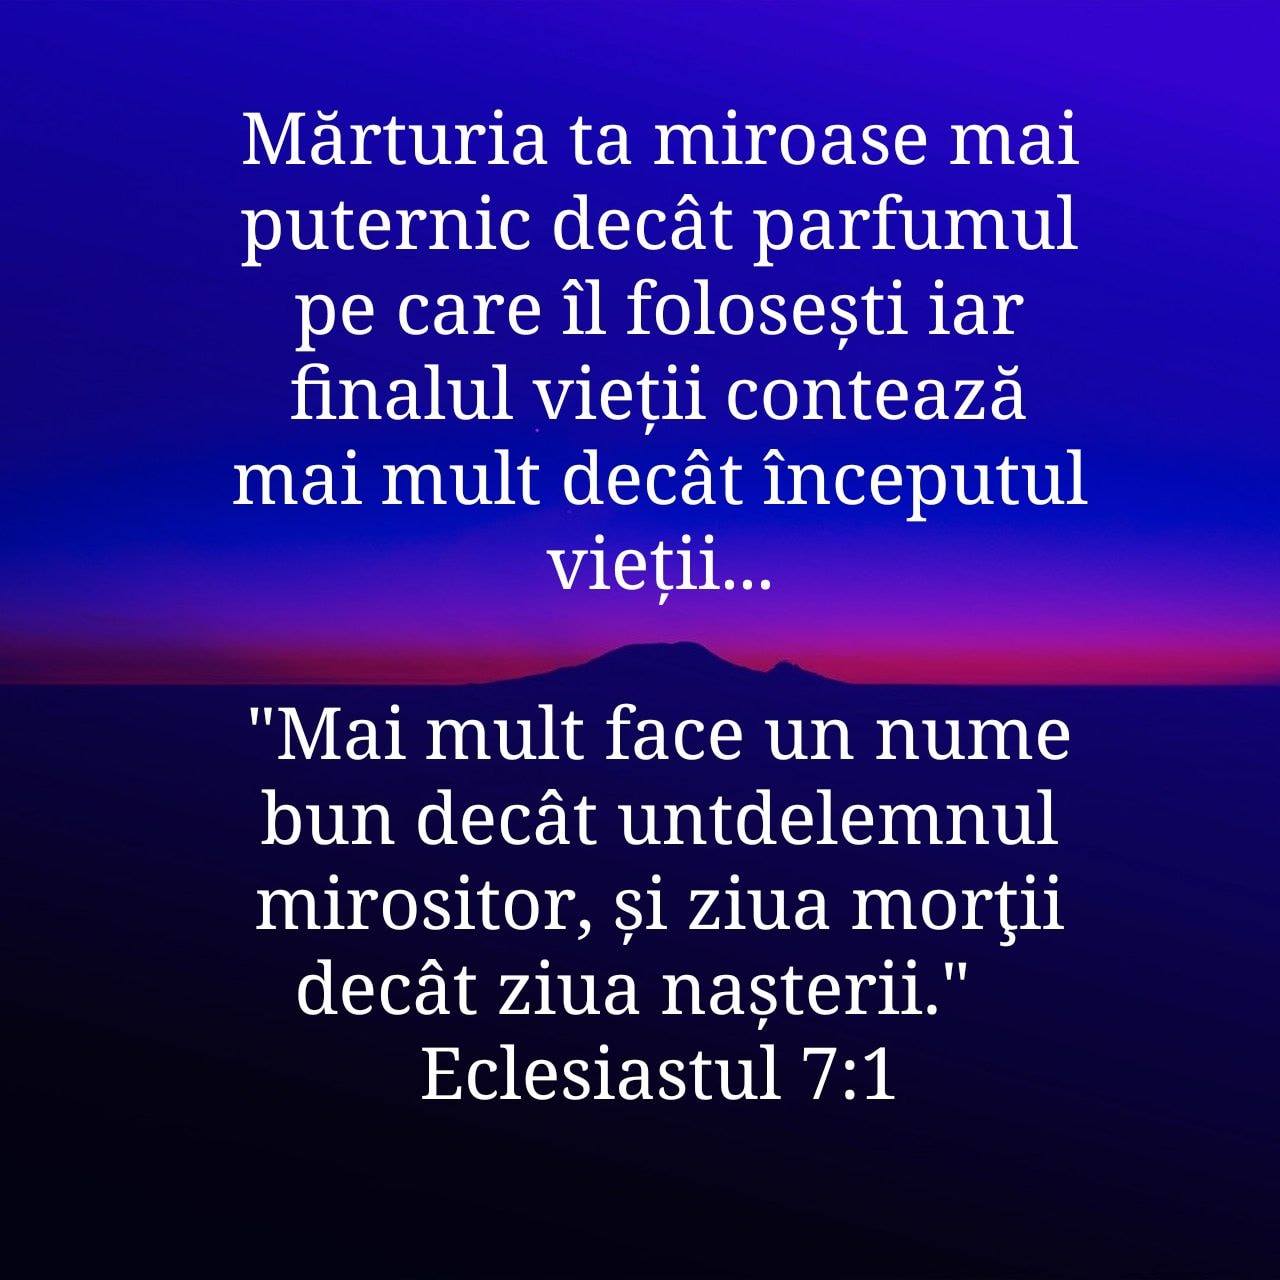 Mărturia ta miroase mai
puternic decât parfumul
pe care îl folosești iar
finalul vieții contează
mai mult decât începutul
vieții...
"Mai mult face un nume
bun decât untdelemnul
mirositor, și ziua morţii
decât ziua nașterii."
Eclesiastul 7:1